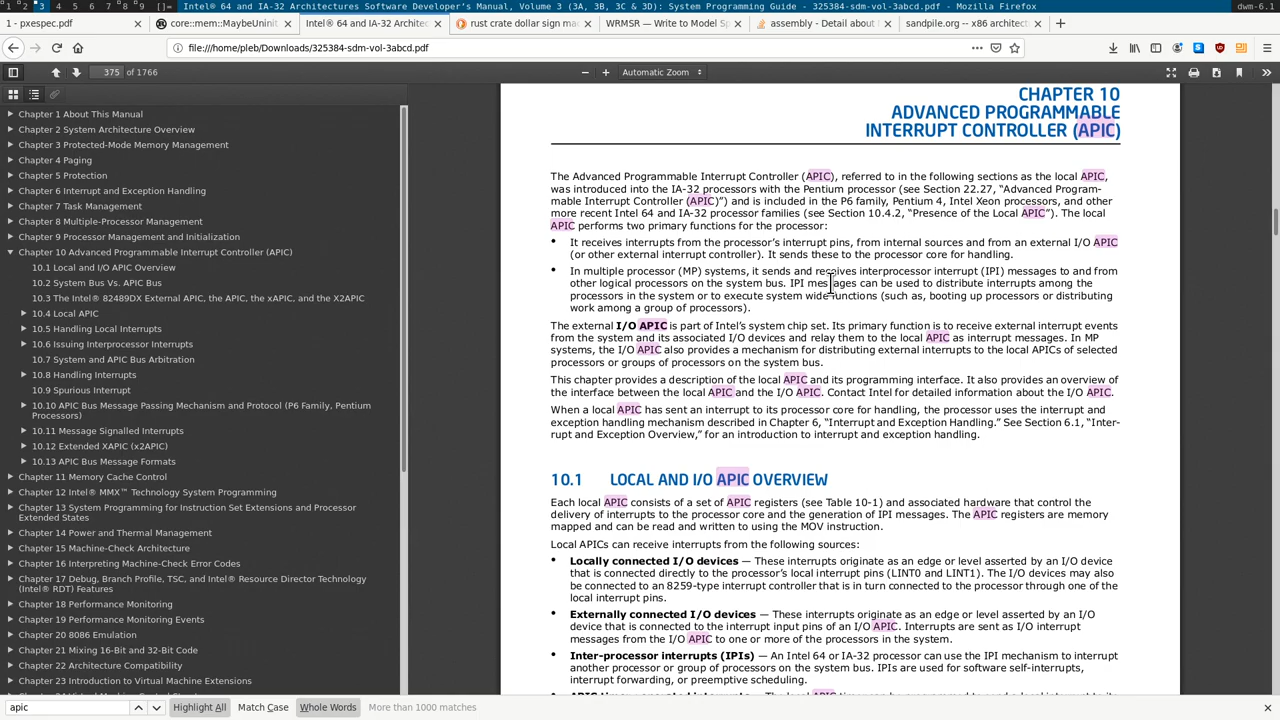 1 2 3 4 5 6 7 8 9 []= Intel® 64 and IA-32 Architectures Software Developer's Manual, Volume 3 (3A, 3B, 3C & 3D): System Programming Guide - 325384-sdm-vol-3abcd.pdf - Mozilla Firefox dwm-6.1
1 - pxespec.pdf
core::mem::MaybeUninit
Intel® 64 and IA-32 Architec
rust crate dollar sign ma
WRMSR — Write to Model Sp
assembly - Detail about I
sandpile.org -- x86 architect
file:///home/pleb/Downloads/325384-sdm-vol-3abcd.pdf
375 of 1766
Automatic Zoom
Chapter 1 About This Manual
Chapter 2 System Architecture Overview
Chapter 3 Protected-Mode Memory Management
Chapter 4 Paging
Chapter 5 Protection
Chapter 6 Interrupt and Exception Handling
Chapter 7 Task Management
Chapter 8 Multiple-Processor Management
Chapter 9 Processor Management and Initialization
Chapter 10 Advanced Programmable Interrupt Controller (APIC)
10.1 Local and I/O APIC Overview
10.2 System Bus Vs. APIC Bus
10.3 The Intel® 82489DX External APIC, the APIC, the xAPIC, and the X2APIC
10.4 Local APIC
10.5 Handling Local Interrupts
10.6 Issuing Interprocessor Interrupts
10.7 System and APIC Bus Arbitration
10.8 Handling Interrupts
10.9 Spurious Interrupt
10.10 APIC Bus Message Passing Mechanism and Protocol (P6 Family, Pentium
Processors)
10.11 Message Signalled Interrupts
10.12 Extended XAPIC (x2APIC)
10.13 APIC Bus Message Formats
Chapter 11 Memory Cache Control
Chapter 12 Intel® MMX™ Technology System Programming
Chapter 13 System Programming for Instruction Set Extensions and Processor
Extended States
Chapter 14 Power and Thermal Management
Chapter 15 Machine-Check Architecture
Chapter 16 Interpreting Machine-Check Error Codes
Chapter 17 Debug, Branch Profile, TSC, and Intel® Resource Director Technology
(Intel® RDT) Features
Chapter 18 Performance Monitoring
Chapter 19 Performance Monitoring Events
Chapter 20 8086 Emulation
Chapter 21 Mixing 16-Bit and 32-Bit Code
Chapter 22 Architecture Compatibility
Chapter 23 Introduction to Virtual Machine Extensions
CHAPTER 10
ADVANCED PROGRAMMABLE
INTERRUPT CONTROLLER (APIC)
The Advanced Programmable Interrupt Controller (APIC), referred to in the following sections as the local APIC,
was introduced into the IA-32 processors with the Pentium processor (see Section 22.27, “Advanced Program-
mable Interrupt Controller (APIC)”) and is included in the P6 family, Pentium 4, Intel Xeon processors, and other
more recent Intel 64 and IA-32 processor families (see Section 10.4.2, “Presence of the Local APIC”). The local
APIC performs two primary functions for the processor:
• It receives interrupts from the processor's interrupt pins, from internal sources and from an external I/O APIC
(or other external interrupt controller). It sends these to the processor core for handling.
• In multiple processor (MP) systems, it sends and receives interprocessor interrupt (IPI) messages to and from
other logical processors on the system bus. IPI messages can be used to distribute interrupts among the
processors in the system or to execute system wide functions (such as, booting up processors or distributing
work among a group of processors).
The external I/O APIC is part of Intel's system chip set. Its primary function is to receive external interrupt events
from the system and its associated I/O devices and relay them to the local APIC as interrupt messages. In MP
systems, the I/O APIC also provides a mechanism for distributing external interrupts to the local APICs of selected
processors or groups of processors on the system bus.
This chapter provides a description of the local APIC and its programming interface. It also provides an overview of
the interface between the local APIC and the I/O APIC. Contact Intel for detailed information about the I/O APIC.
When a local APIC has sent an interrupt to its processor core for handling, the processor uses the interrupt and
exception handling mechanism described in Chapter 6, “Interrupt and Exception Handling.” See Section 6.1, “Inter-
rupt and Exception Overview,” for an introduction to interrupt and exception handling.
10.1 LOCAL AND I/O APIC OVERVIEW
Each local APIC consists of a set of APIC registers (see Table 10-1) and associated hardware that control the
delivery of interrupts to the processor core and the generation of IPI messages. The APIC registers are memory
mapped and can be read and written to using the MOV instruction.
Local APICs can receive interrupts from the following sources:
• Locally connected I/O devices — These interrupts originate as an edge or level asserted by an I/O device
that is connected directly to the processor's local interrupt pins (LINT0 and LINT1). The I/O devices may also
be connected to an 8259-type interrupt controller that is in turn connected to the processor through one of the
local interrupt pins.
• Externally connected I/O devices — These interrupts originate as an edge or level asserted by an I/O
device that is connected to the interrupt input pins of an I/O APIC. Interrupts are sent as I/O interrupt
messages from the I/O APIC to one or more of the processors in the system.
• Inter-processor interrupts (IPIs) — An Intel 64 or IA-32 processor can use the IPI mechanism to interrupt
another processor or group of processors on the system bus. IPIs are used for software self-interrupts,
interrupt forwarding, or preemptive scheduling.
apic
Highlight All
Match Case
Whole Words
More than 1000 matches